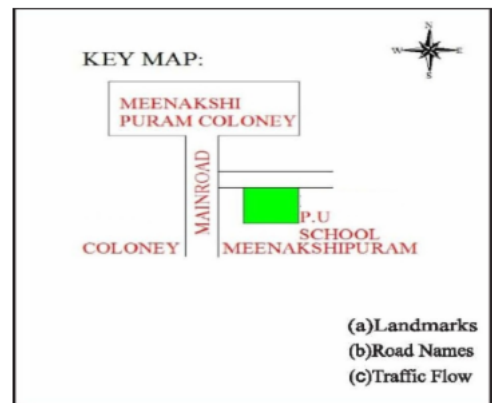 N
W E
S
KEY MAP:
MEENAKSHI
PURAM COLONEY
MAINROAD
P.U
SCHOOL
COLONEY MEENAKSHIPURAM
(a)Landmarks
(b)Road Names
(c)Traffic Flow